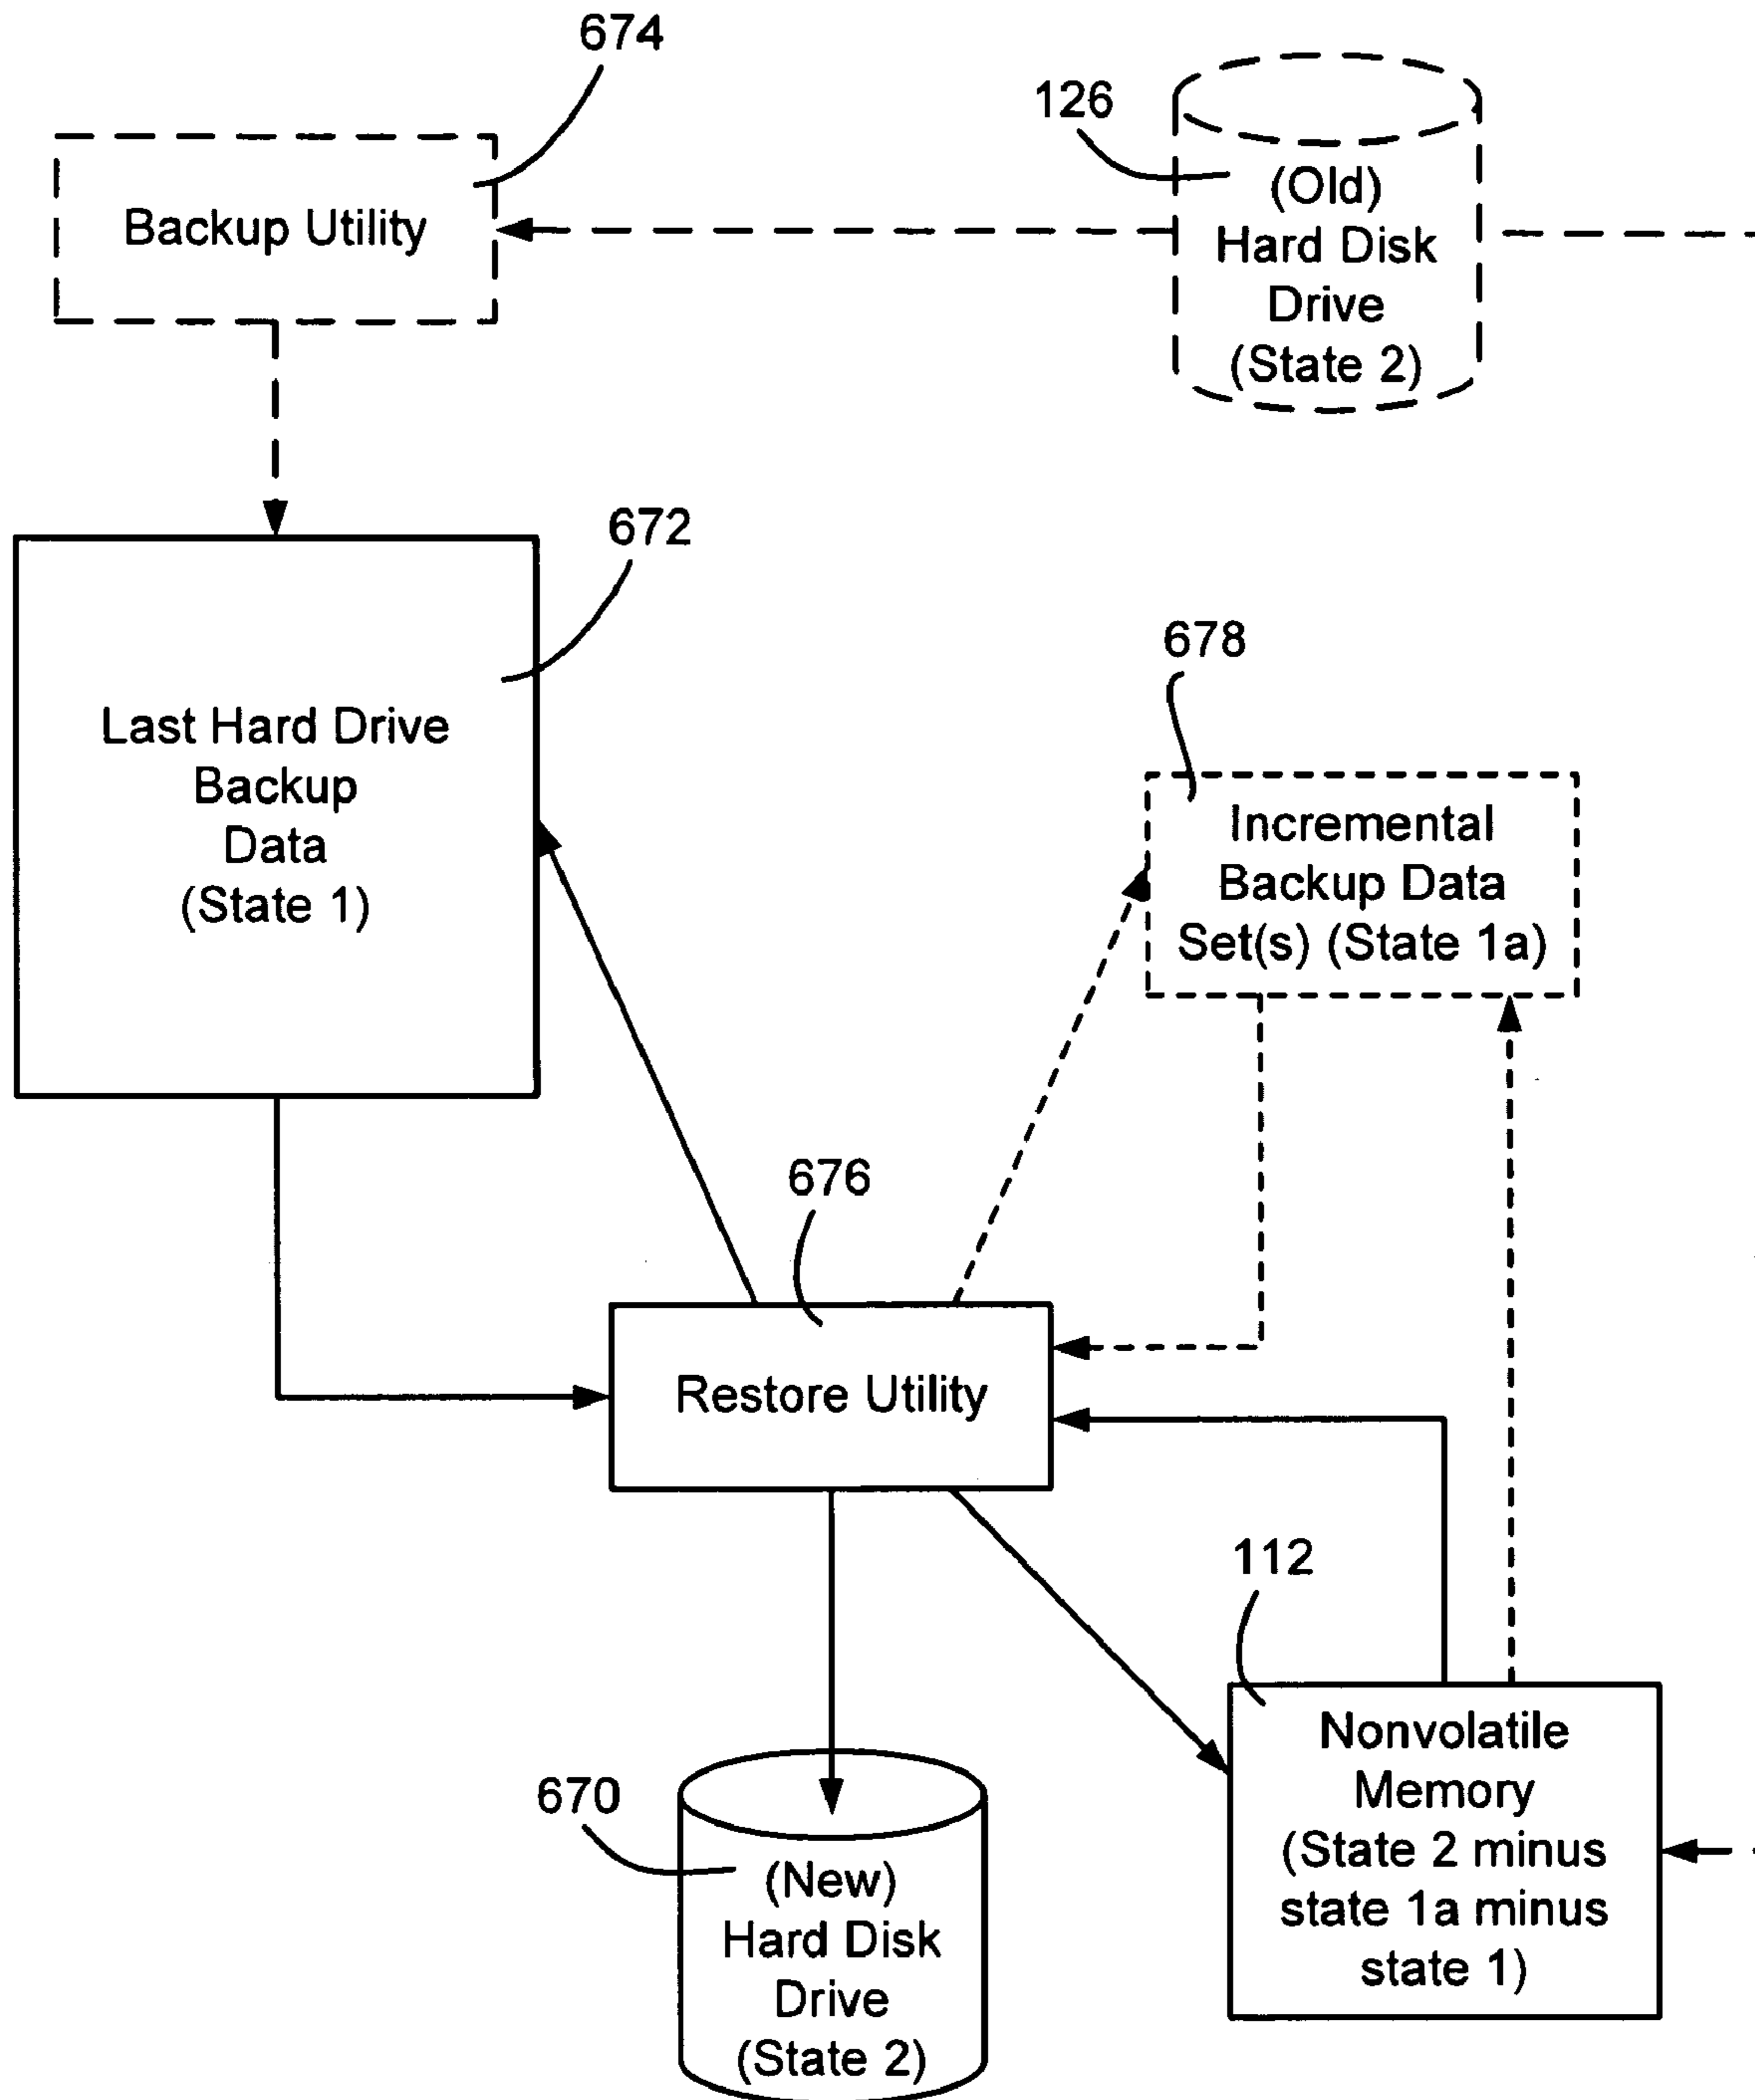 674
126
Backup Utility
(Old)
Hard Disk
Drive
(State 2)
672
Last Hard Drive
Backup
Data
(State 1)
678
Incremental
Backup Data
Set(s) (State 1a)
676
Restore Utility
112
Nonvolatile
Memory
(State 2 minus
state 1a minus
state 1)
670
(New)
Hard Disk
Drive
(State 2)